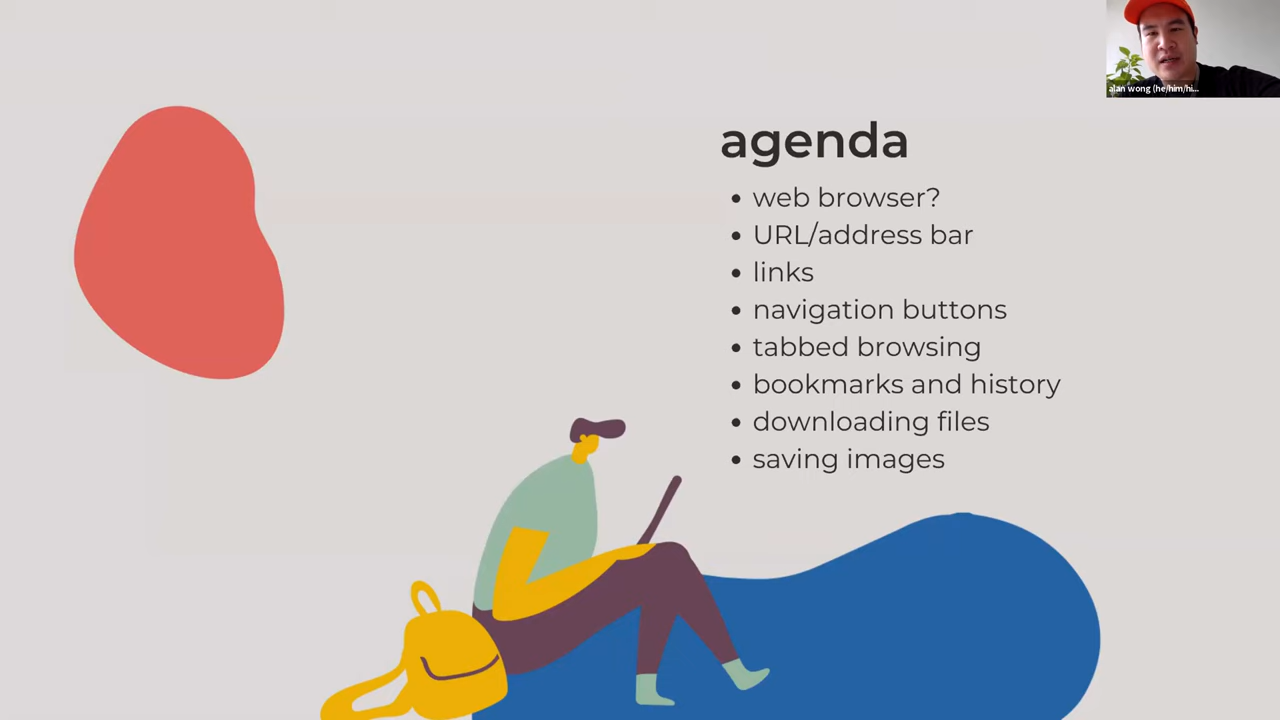 alan wong (he/him/hi...
agenda
• web browser?
• URL/address bar
• links
• navigation buttons
• tabbed browsing
• bookmarks and history
• downloading files
• saving images